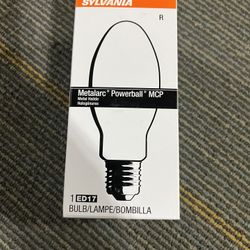 SYLVANIA
R
Metalarc® Powerball® MCP
Metal Halide
Halogénures
1 ED17
BULB/LAMPE/BOMBILLA